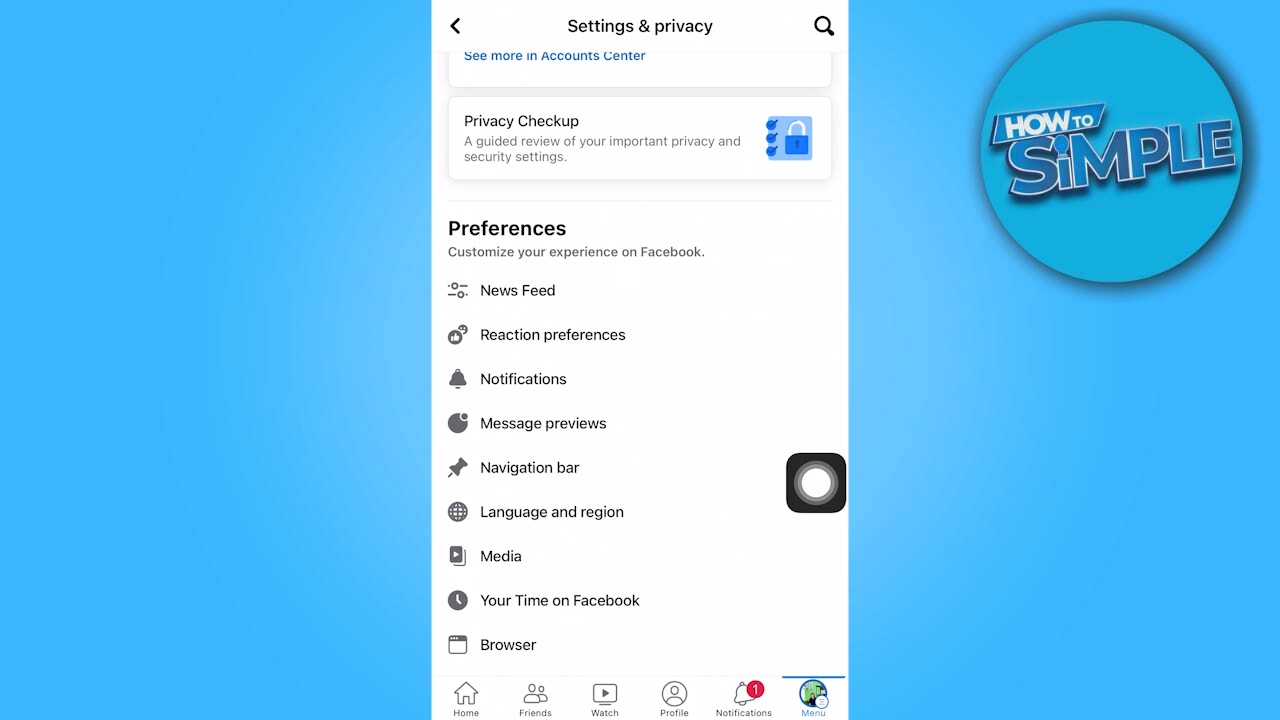 Settings & privacy
See more in Accounts Center
Privacy Checkup
A guided review of your important privacy and
security settings.
Preferences
Customize your experience on Facebook.
News Feed
Reaction preferences
Notifications
Message previews
Navigation bar
Language and region
Media
Your Time on Facebook
Browser
1
Home
Friends
Watch
Profile
Notifications
Menu
HOW TO
SiMPLE